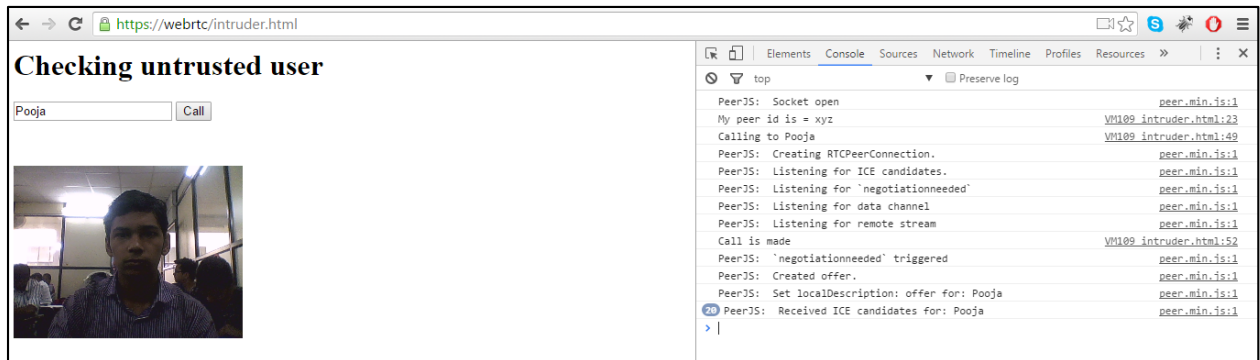 https://webrtc/intruder.html
Checking untrusted user
Pooja Call
Elements Console Sources Network Timeline Profiles Resources »
top Preserve log
PeerJS: Socket open peer.min.js:1
My peer id is = xyz VM109 intruder.html:23
Calling to Pooja VM109 intruder.html:49
PeerJS: Creating RTCPeerConnection. peer.min.js:1
PeerJS: Listening for ICE candidates. peer.min.js:1
PeerJS: Listening for `negotiationneeded` peer.min.js:1
PeerJS: Listening for data channel peer.min.js:1
PeerJS: Listening for remote stream peer.min.js:1
Call is made VM109 intruder.html:52
PeerJS: `negotiationneeded` triggered peer.min.js:1
PeerJS: Created offer. peer.min.js:1
PeerJS: Set localDescription: offer for: Pooja peer.min.js:1
20 PeerJS: Received ICE candidates for: Pooja peer.min.js:1
>